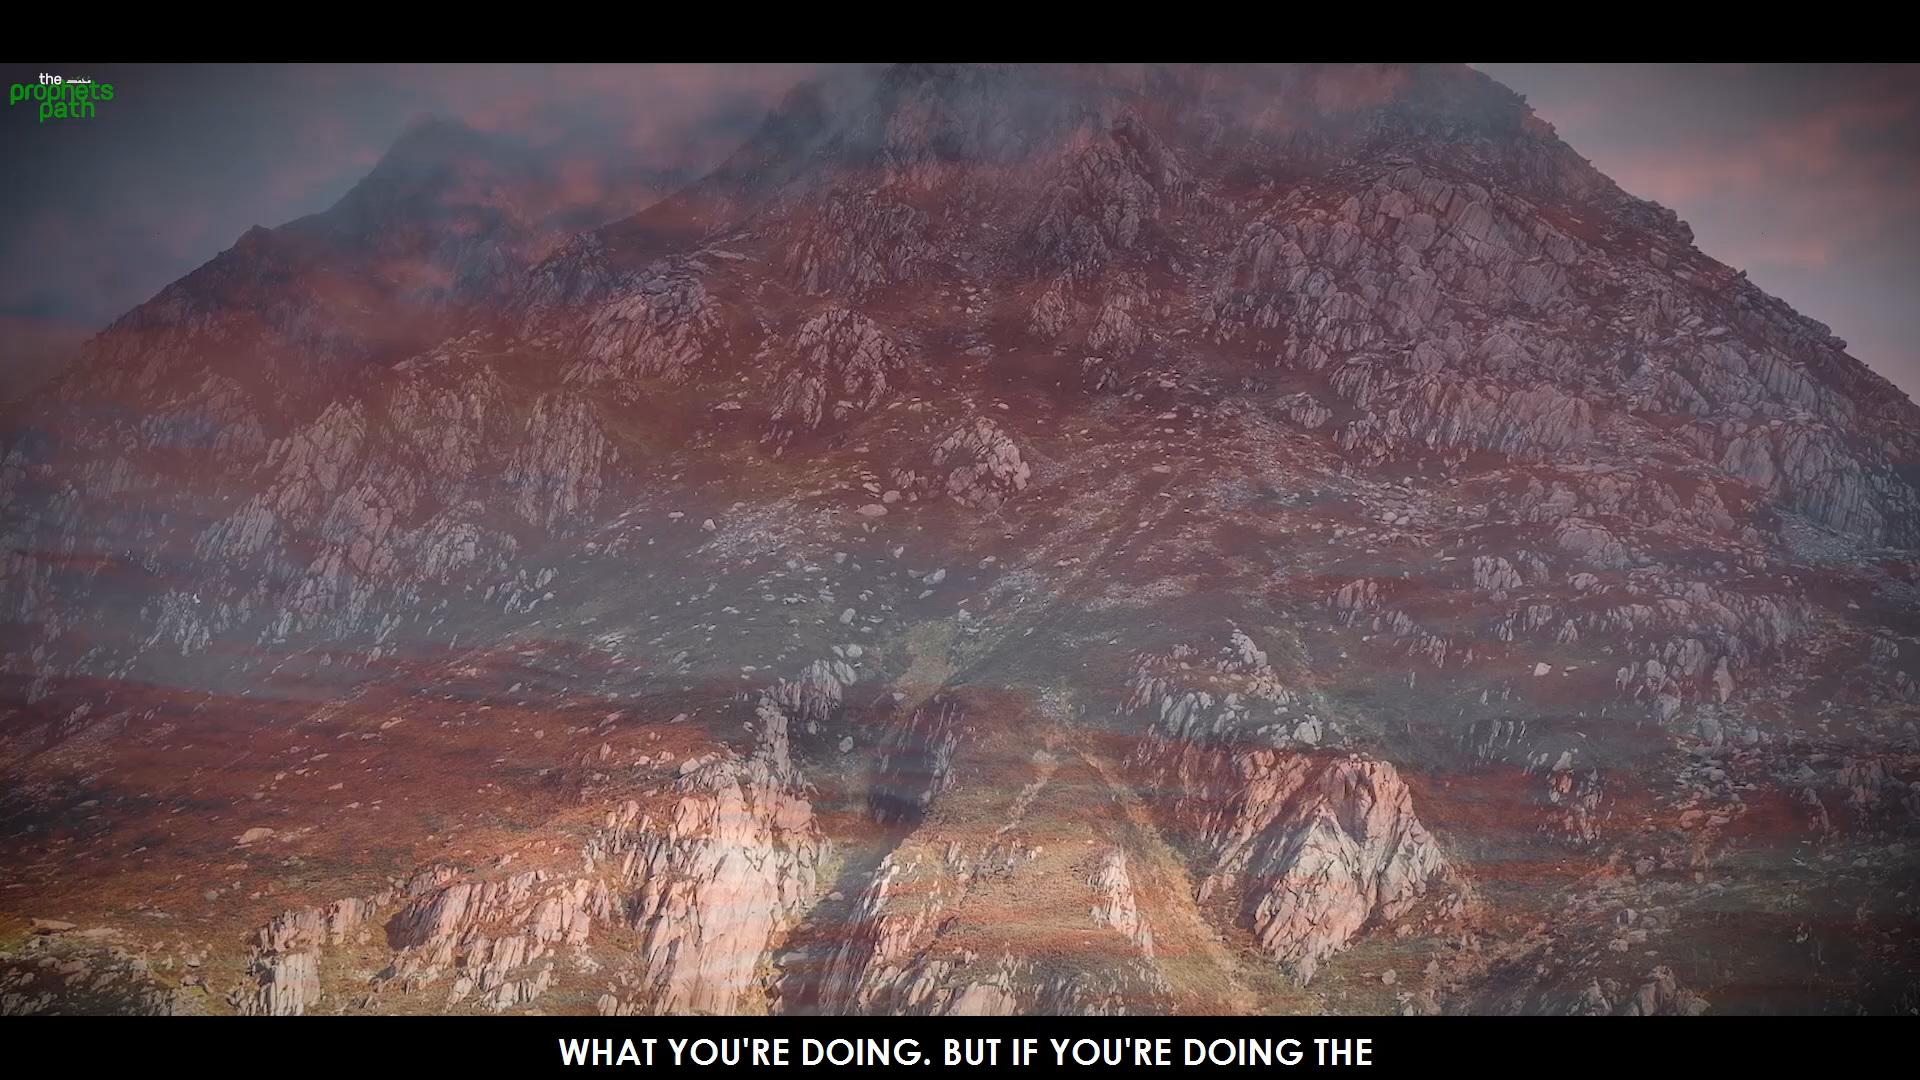 the
prophets
path
WHAT YOU'RE DOING. BUT IF YOU'RE DOING THE